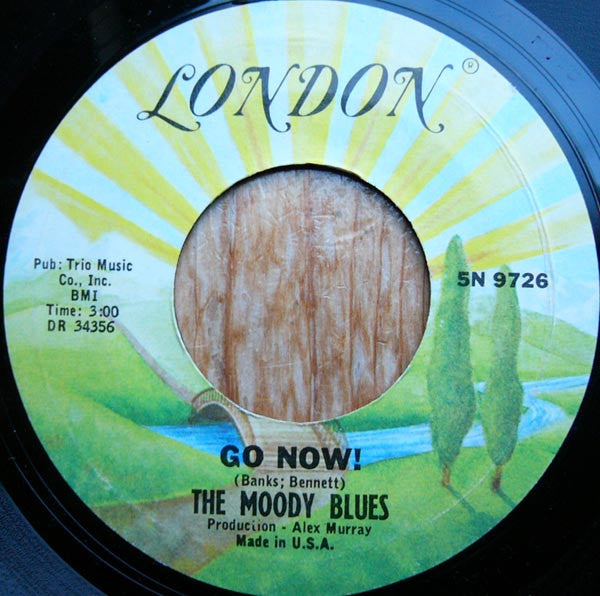 LONDON®
Pub: Trio Music
Co., Inc.
BMI
Time: 3:00
DR 34356
5N 9726
GO NOW!
(Banks; Bennett)
THE MOODY BLUES
Production - Alex Murray
Made in U.S.A.